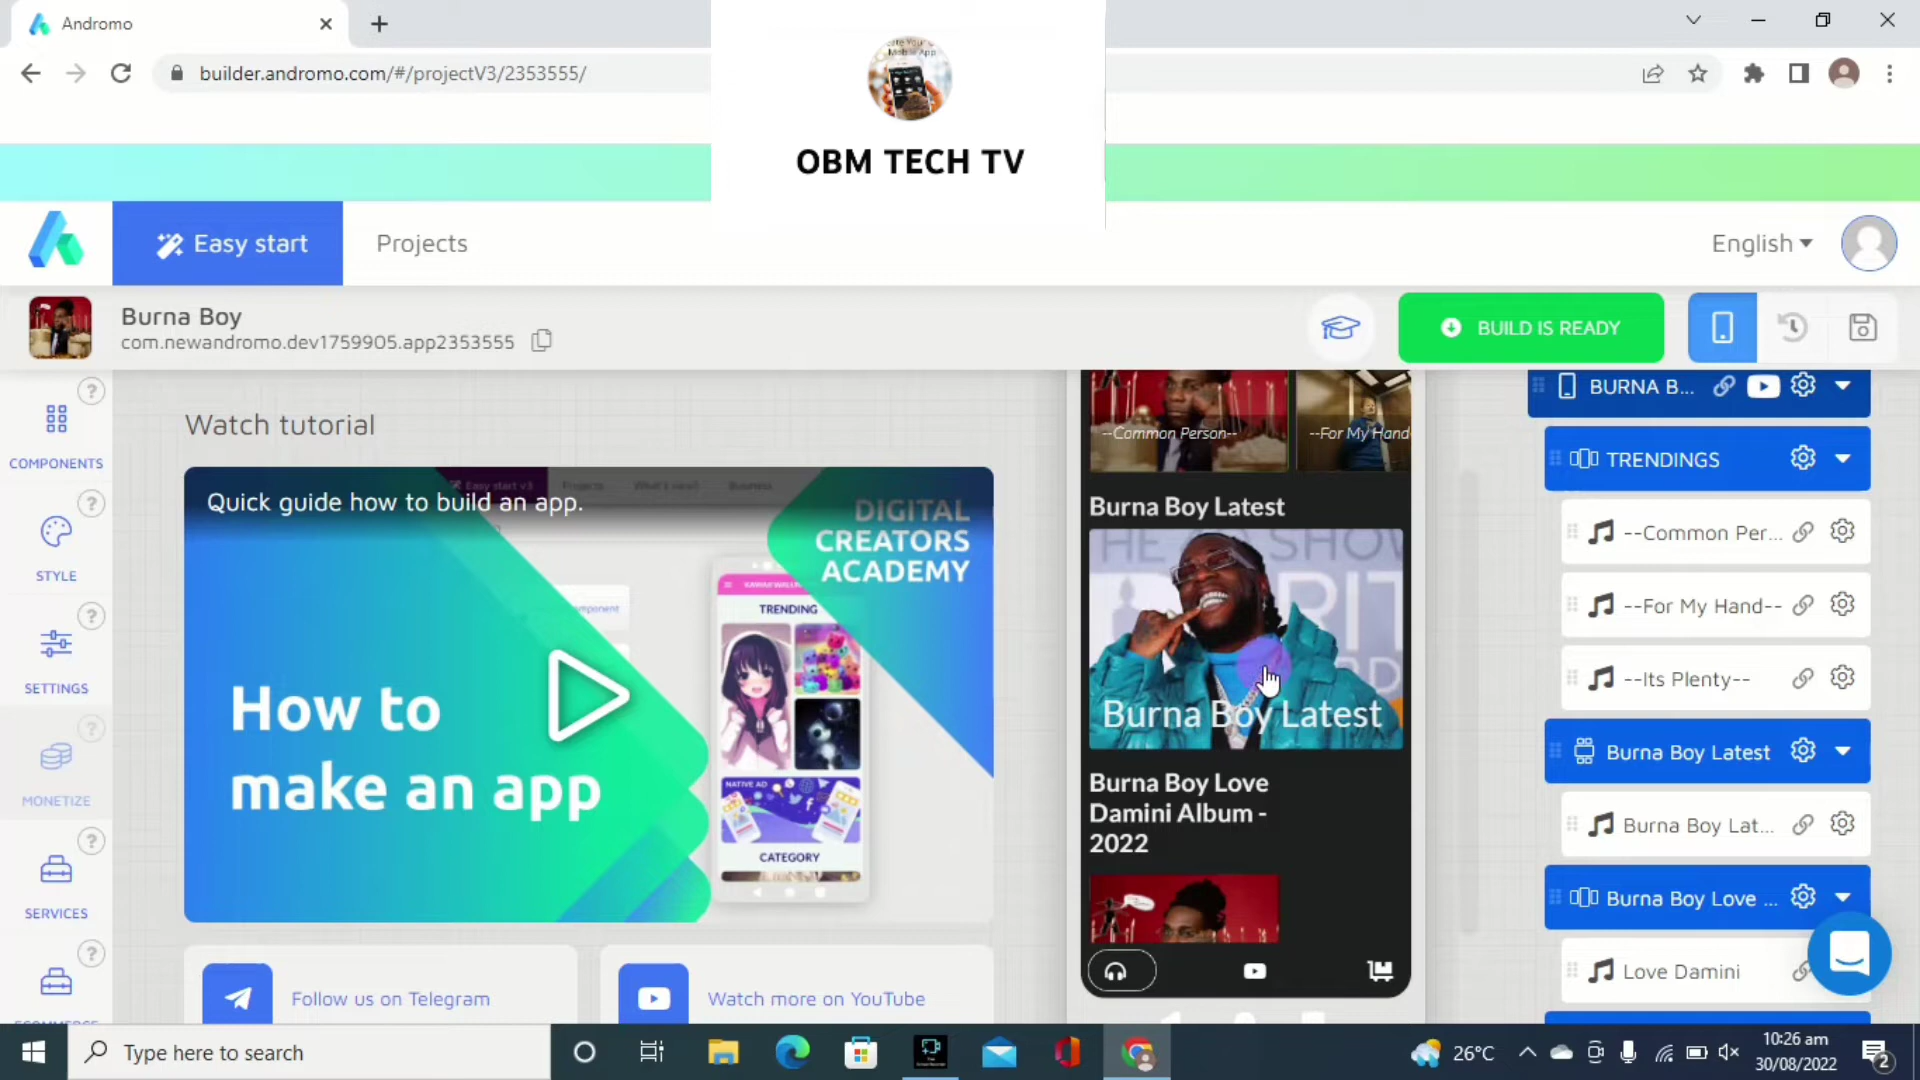 Andromo
builder.andromo.com/#/projectV3/2353555/
OBM TECH TV
Easy start
Projects
English
Burna Boy
com.newandromo.dev1759905.app2353555
BUILD IS READY
COMPONENTS
STYLE
SETTINGS
MONETIZE
SERVICES
Watch tutorial
Quick guide how to build an app.
DIGITAL
CREATORS
ACADEMY
How to
make an app
TRENDING
NATIVE AD
CATEGORY
Follow us on Telegram
Watch more on YouTube
--Common Person--
--For My Hand
Burna Boy Latest
Burna Boy Latest
Burna Boy Love
Damini Album -
2022
BURNA B...
TRENDINGS
--Common Per...
--For My Hand--
--Its Plenty--
Burna Boy Latest
Burna Boy Lat...
Burna Boy Love ...
Love Damini
Type here to search
26°C
10:26 am
30/08/2022
2